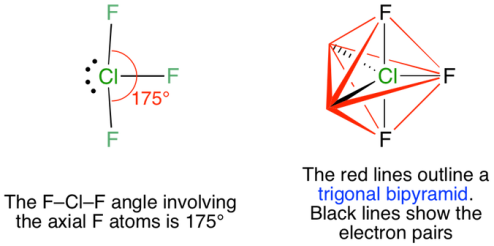 F
Cl
F
175°
F
The F–Cl–F angle involving
the axial F atoms is 175°
F
Cl
F
F
The red lines outline a
trigonal bipyramid.
Black lines show the
electron pairs